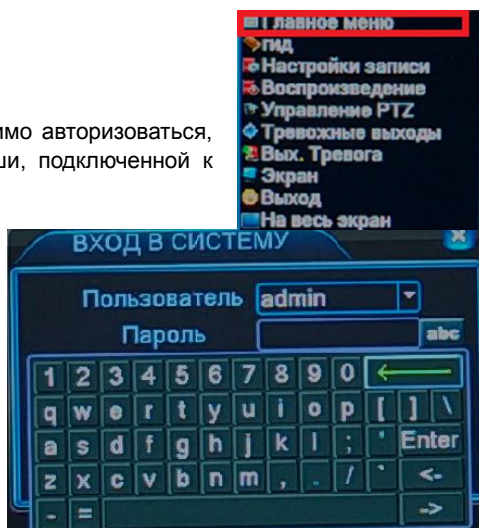 Главное меню
гид
Настройки записи
Воспроизведение
Управление PTZ
Тревожные выходы
Вых. Тревога
Экран
Выход
На весь экран
имо авторизоваться,
ши, подключенной к
ВХОД В СИСТЕМУ
Пользователь admin
Пароль abc
1 2 3 4 5 6 7 8 9 0
q w e r t y u i o p [ ] \
a s d f g h j k l ; ' Enter
z x c v b n m , . / ` <-
- = ->